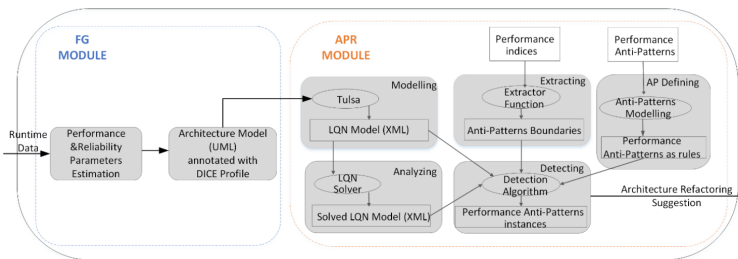 FG
MODULE
APR
MODULE
Performance
indices
Performance
Anti-Patterns
Modelling
Extracting
AP Defining
Tulsa
Extractor
Function
Anti-Patterns
Modelling
LQN Model (XML)
Anti-Patterns Boundaries
Performance
Anti-Patterns as rules
Runtime
Data
Performance
&Reliability
Parameters
Estimation
Architecture Model
(UML)
annotated with
DICE Profile
Analyzing
Detecting
LQN
Solver
Detection
Algorithm
Solved LQN Model (XML)
Performance Anti-Patterns
instances
Architecture Refactoring
Suggestion